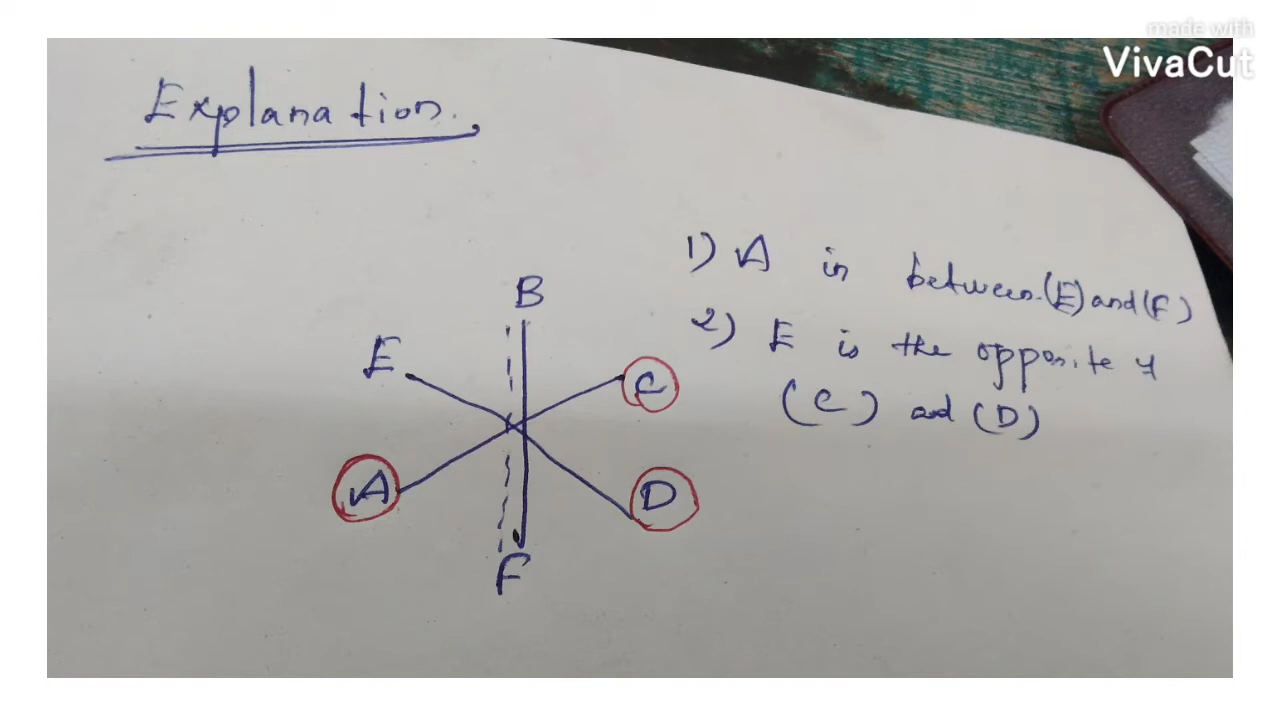 made with
VivaCut
Explanation.
1) A in between (E) and (F)
2) E is the opposite of
(C) and (D)
B
E
C
A
D
F